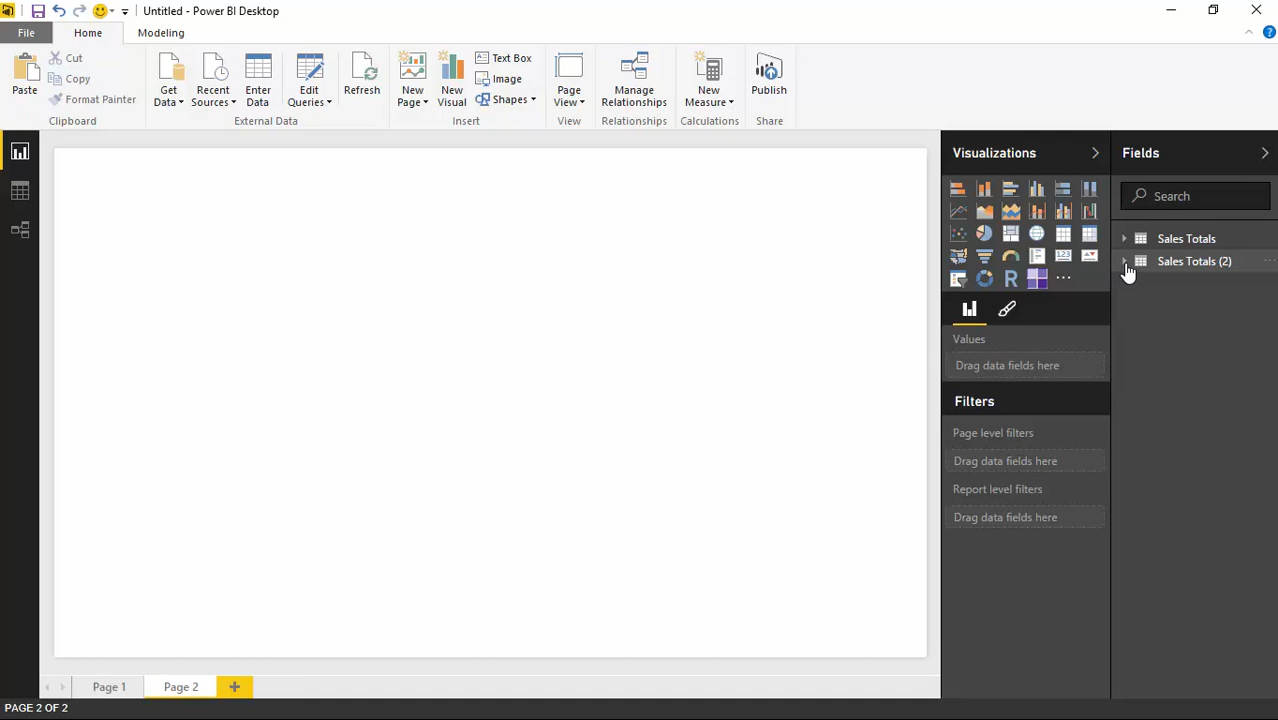 Untitled - Power BI Desktop
File Home Modeling
Paste
Cut
Copy
Format Painter
Clipboard
Get Data
Recent Sources
Enter Data
Edit Queries
Refresh
External Data
New Page
New Visual
Text Box
Image
Shapes
Insert
Page View
View
Manage Relationships
Relationships
New Measure
Calculations
Publish
Share
Visualizations
R
123
Values
Drag data fields here
Filters
Page level filters
Drag data fields here
Report level filters
Drag data fields here
Fields
Search
Sales Totals
Sales Totals (2)
Page 1 Page 2
PAGE 2 OF 2